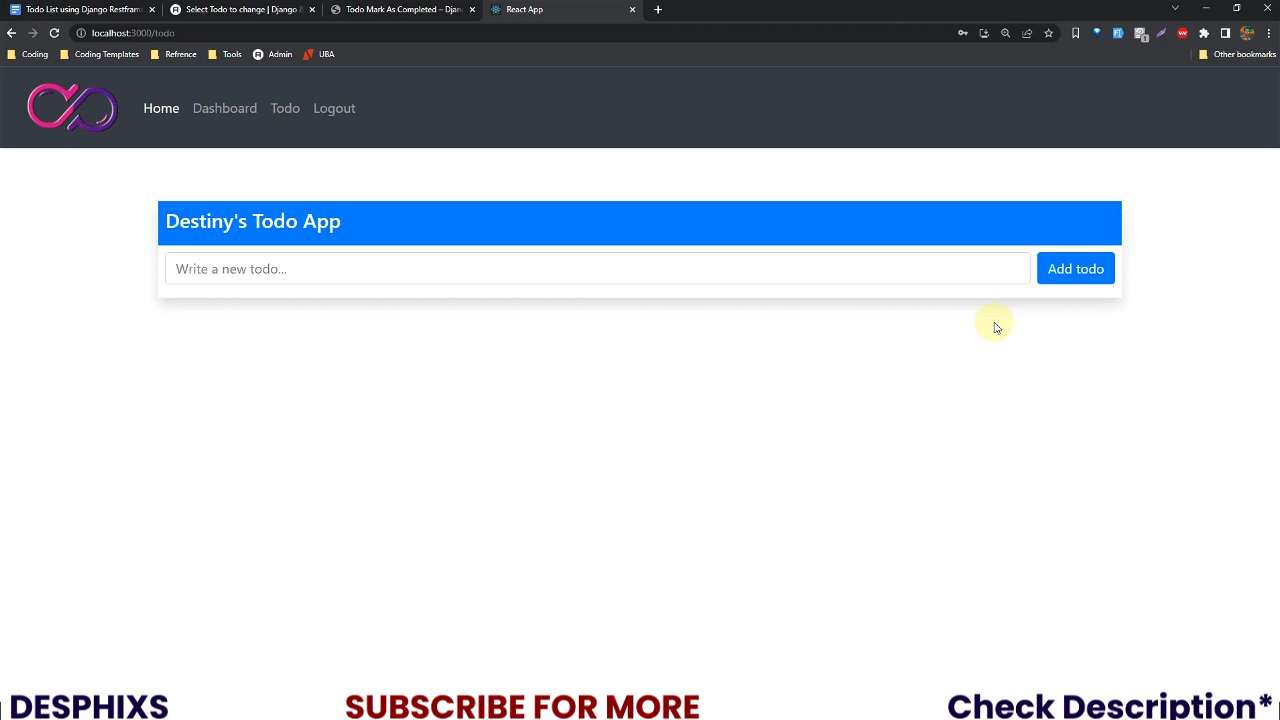 Todo List using Django Restfram
Select Todo to change | Django
Todo Mark As Completed – Djan
React App
localhost:3000/todo
Coding
Coding Templates
Refrence
Tools
Admin
UBA
Other bookmarks
Home
Dashboard
Todo
Logout
Destiny's Todo App
Write a new todo...
Add todo
DESPHIXS
SUBSCRIBE FOR MORE
Check Description*